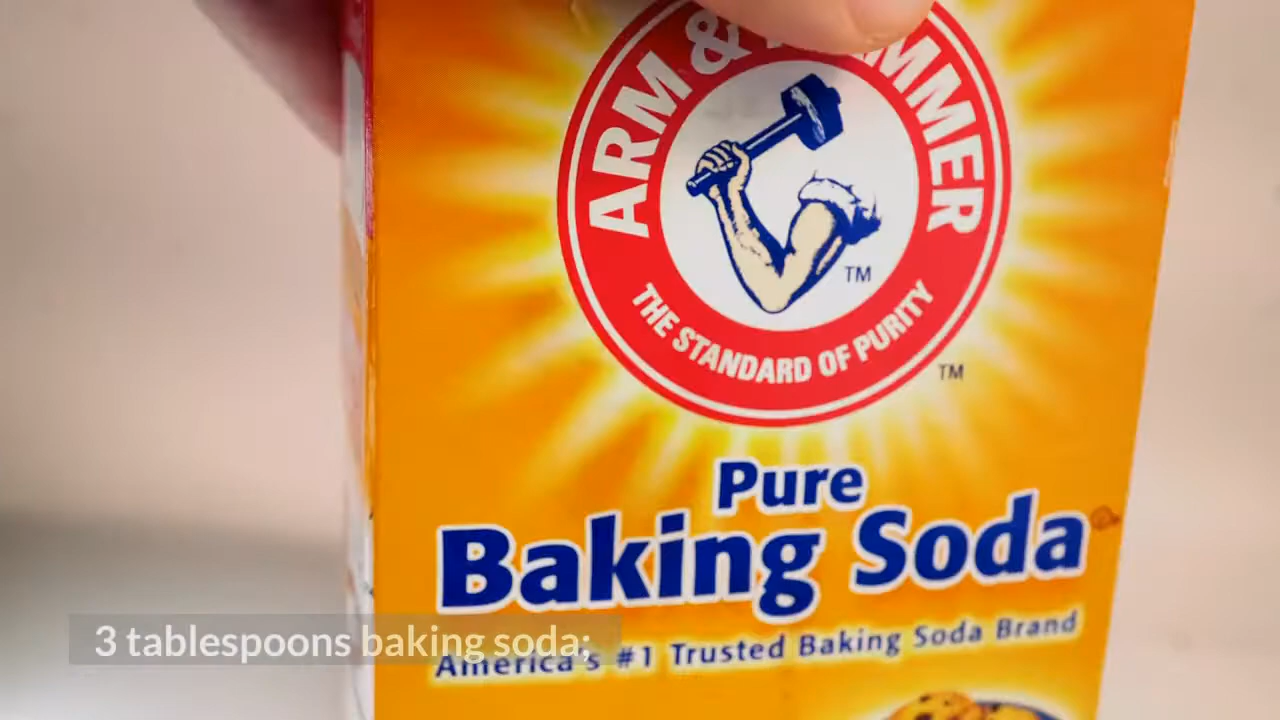 ARM & HAMMER
THE STANDARD OF PURITY
TM
TM
Pure
Baking Soda
America's #1 Trusted Baking Soda Brand
3 tablespoons baking soda;